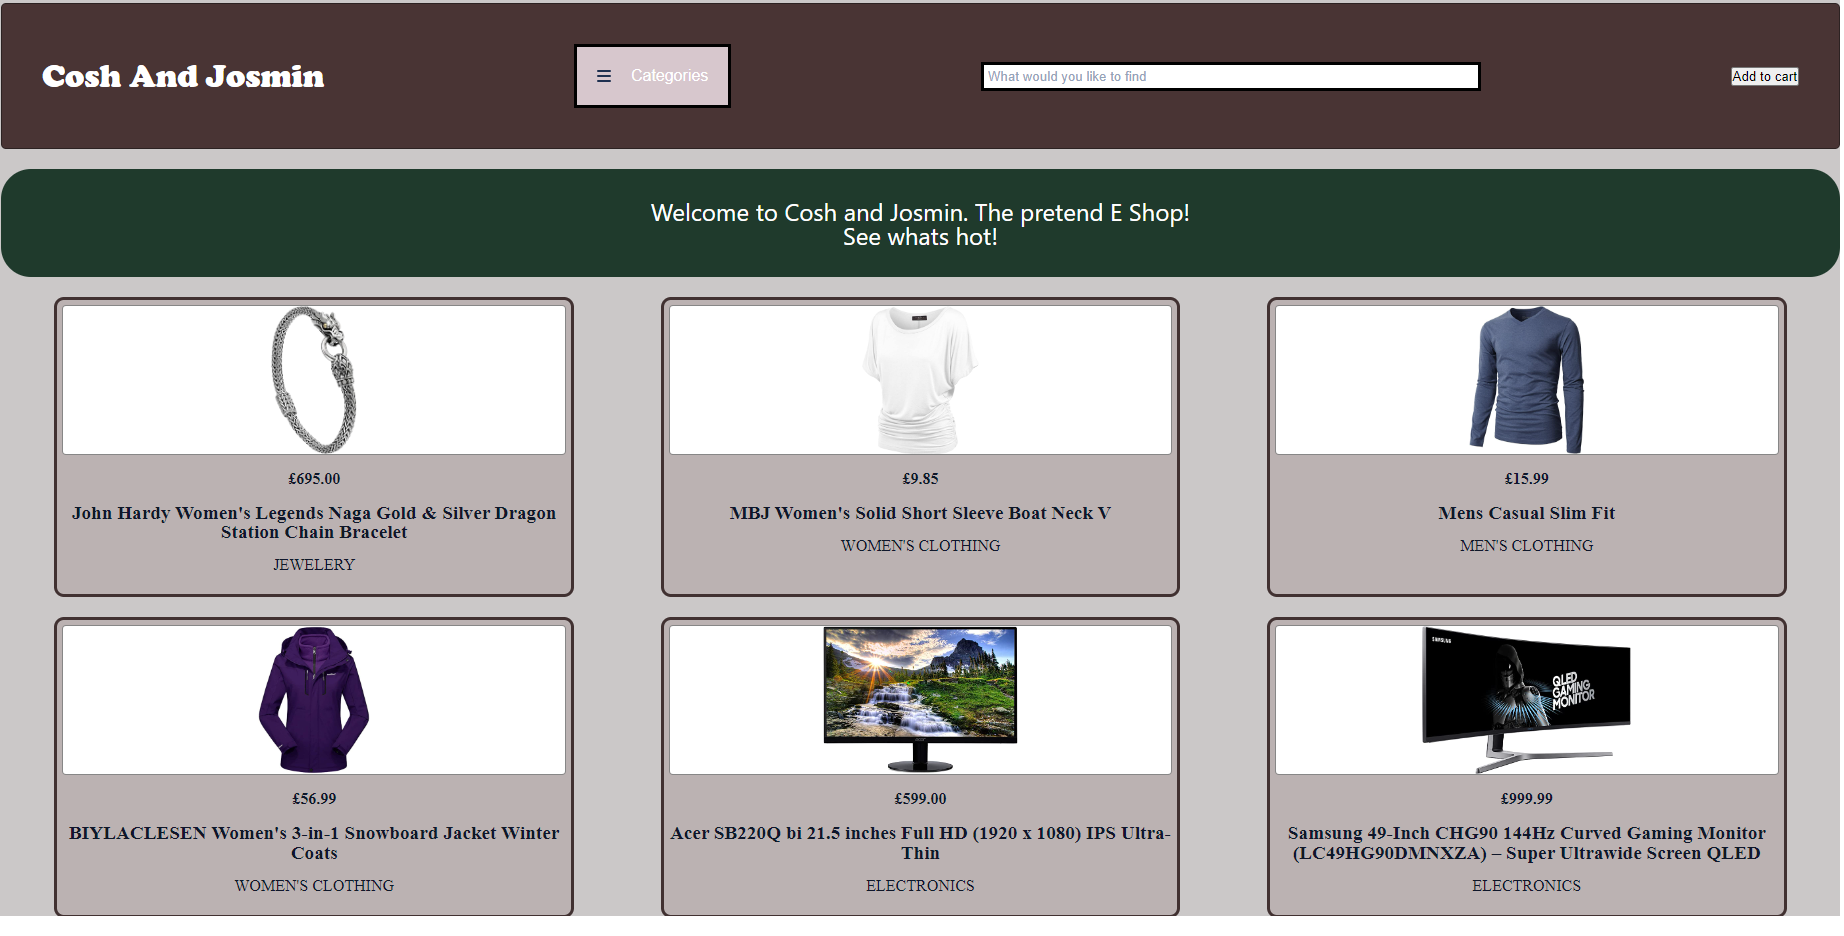 Cosh And Josmin
Categories
What would you like to find
Add to cart
Welcome to Cosh and Josmin. The pretend E Shop!
See whats hot!
£695.00
John Hardy Women's Legends Naga Gold & Silver Dragon
Station Chain Bracelet
JEWELERY
£9.85
MBJ Women's Solid Short Sleeve Boat Neck V
WOMEN'S CLOTHING
£15.99
Mens Casual Slim Fit
MEN'S CLOTHING
£56.99
BIYLACLESEN Women's 3-in-1 Snowboard Jacket Winter
Coats
WOMEN'S CLOTHING
acer
£599.00
Acer SB220Q bi 21.5 inches Full HD (1920 x 1080) IPS Ultra-
Thin
ELECTRONICS
SAMSUNG
QLED
GAMING
MONITOR
£999.99
Samsung 49-Inch CHG90 144Hz Curved Gaming Monitor
(LC49HG90DMNXZA) – Super Ultrawide Screen QLED
ELECTRONICS